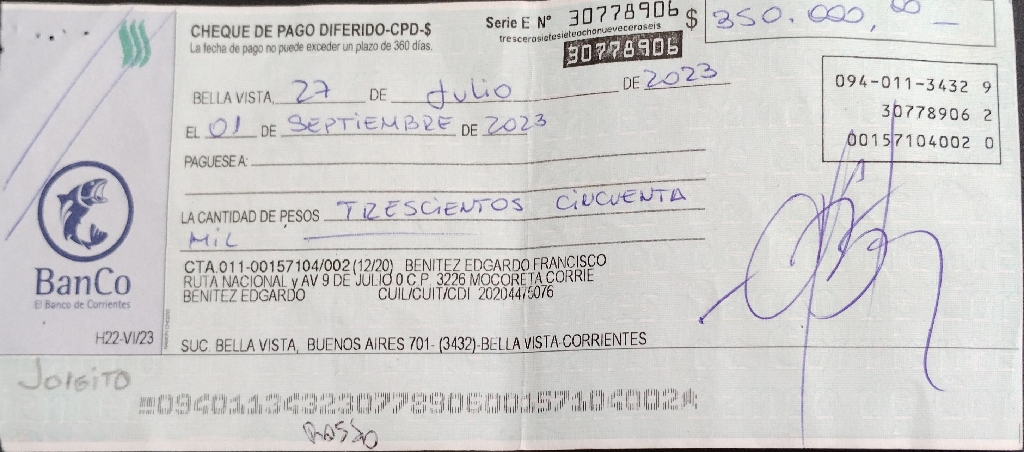 CHEQUE DE PAGO DIFERIDO-CPD-$
La fecha de pago no puede exceder un plazo de 360 días.
Serie E Nº 30778906 $ 350.000,00
trescerosietesieteochonueveceroseis
30778906
BELLA VISTA, 27 DE Julio DE 2023
EL 01 DE SEPTIEMBRE DE 2023
094-011-3432 9
30778906 2
00157104002 0
PAGUESE A:
LA CANTIDAD DE PESOS TRESCIENTOS CINCUENTA
MIL
CTA.011-00157104/002 (12/20) BENITEZ EDGARDO FRANCISCO
RUTA NACIONAL y AV 9 DE JULIO 0 C.P. 3226 MOCORETA CORRIE
BENITEZ EDGARDO CUIL/CUIT/CDI 20204475076
BanCo
El Banco de Corrientes
H22-VI/23
SUC. BELLA VISTA, BUENOS AIRES 701- (3432)-BELLA VISTA-CORRIENTES
JORGITO
09401134323077890600157104002